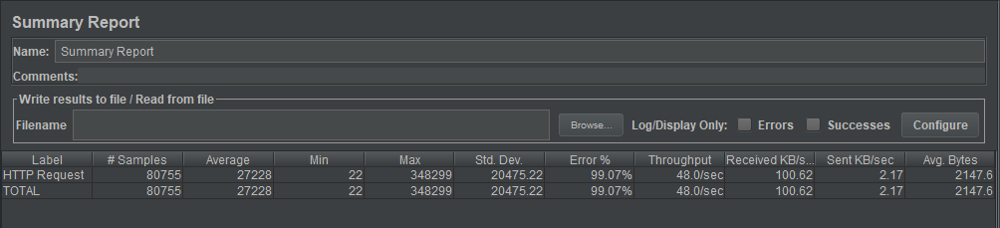 Summary Report
Name: Summary Report
Comments:
Write results to file / Read from file
Filename Browse... Log/Display Only: Errors Successes Configure
Label # Samples Average Min Max Std. Dev. Error % Throughput Received KB/s... Sent KB/sec Avg. Bytes
HTTP Request 80755 27228 22 348299 20475.22 99.07% 48.0/sec 100.62 2.17 2147.6
TOTAL 80755 27228 22 348299 20475.22 99.07% 48.0/sec 100.62 2.17 2147.6